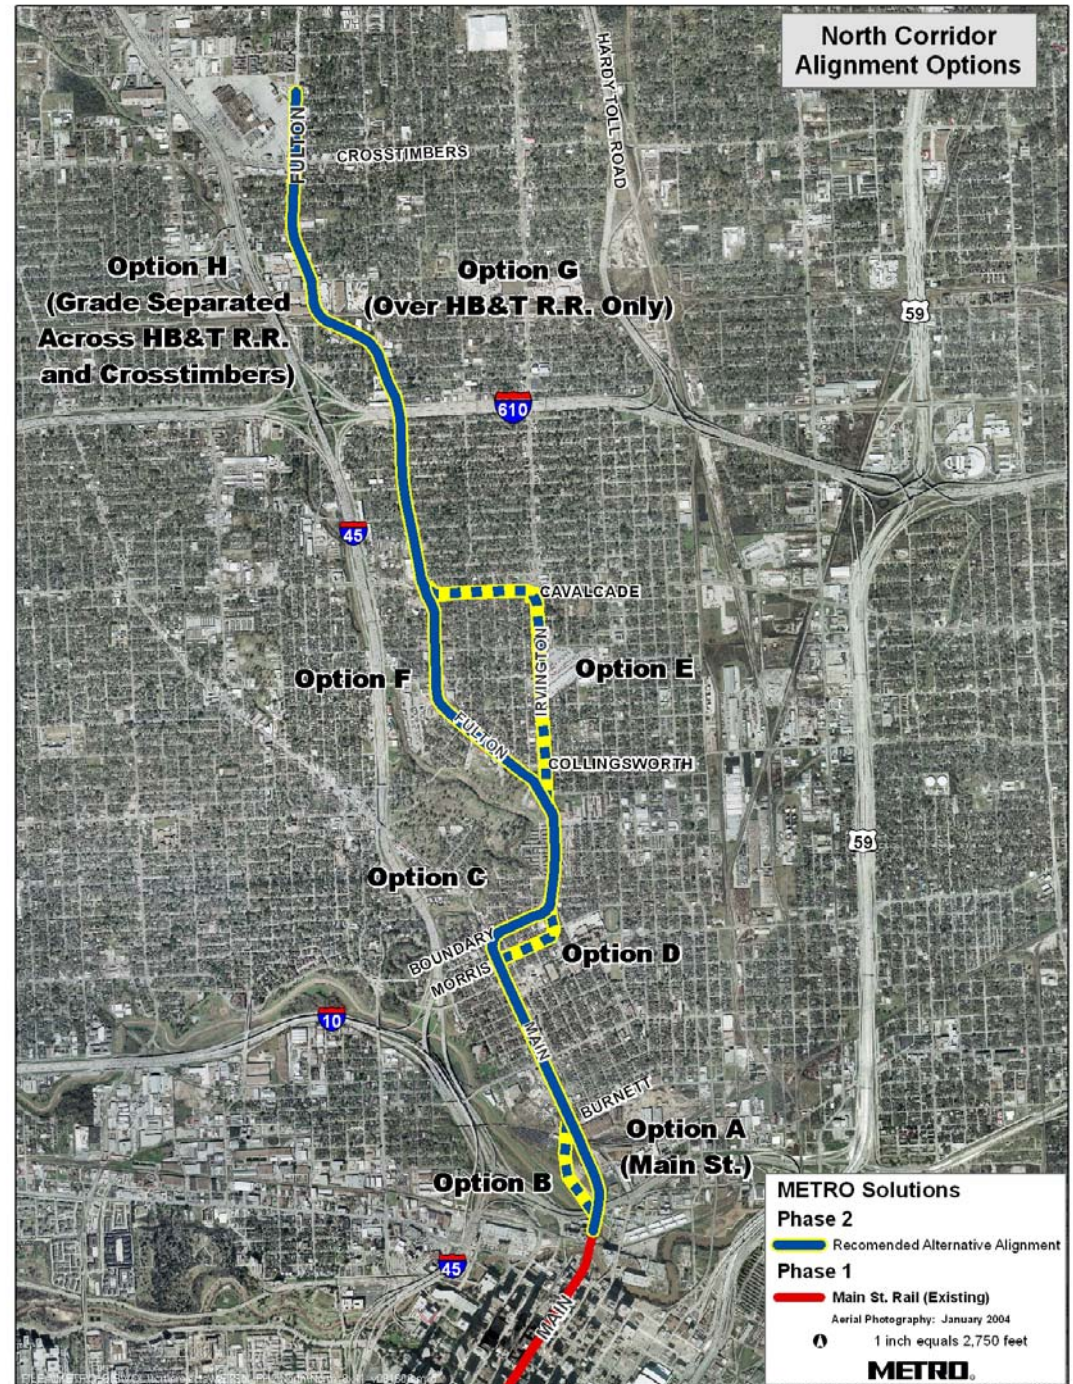 North Corridor
Alignment Options
HARDY TOLL ROAD
FULTON
CROSSTIMBERS
Option H
(Grade Separated
Across HB&T R.R.
and Crosstimbers)
Option G
(Over HB&T R.R. Only)
59
610
45
CAVALCADE
IRVINGTON
Option F
Option E
FULTON
COLLINGSWORTH
59
Option C
BOUNDARY
MORRIS
Option D
10
MAIN
BURNETT
Option A
(Main St.)
Option B
45
MAIN
METRO Solutions
Phase 2
Recomended Alternative Alignment
Phase 1
Main St. Rail (Existing)
Aerial Photography: January 2004
1 inch equals 2,750 feet
METRO